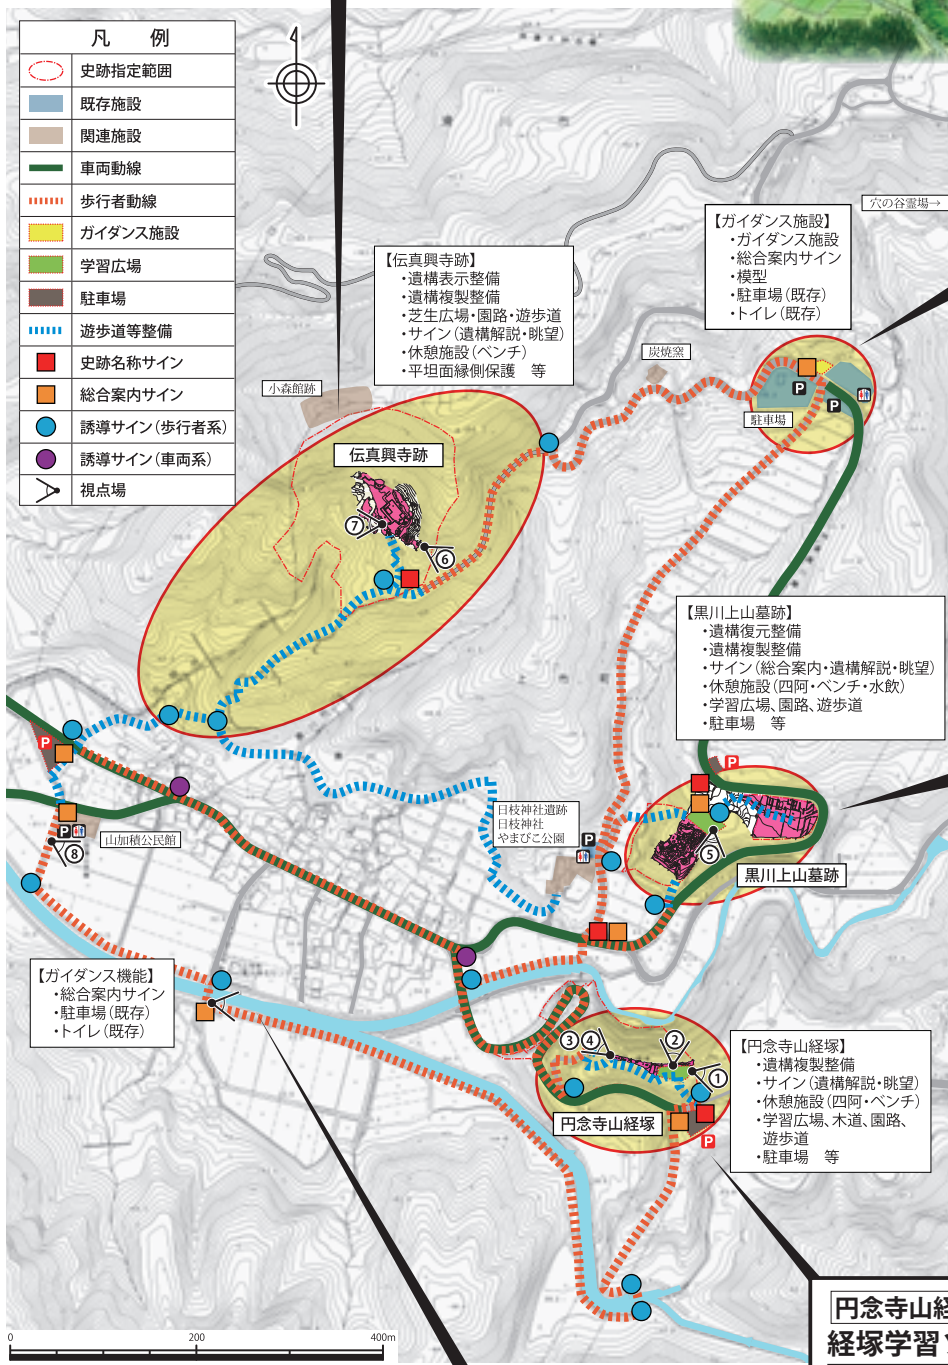 凡　例
史跡指定範囲
既存施設
関連施設
車両動線
歩行者動線
ガイダンス施設
学習広場
駐車場
遊歩道等整備
史跡名称サイン
総合案内サイン
誘導サイン（歩行者系）
誘導サイン（車両系）
視点場
穴の谷霊場→
【ガイダンス施設】
・ガイダンス施設
・総合案内サイン
・模型
・駐車場（既存）
・トイレ（既存）
【伝真興寺跡】
・遺構表示整備
・遺構複製整備
・芝生広場・園路・遊歩道
・サイン（遺構解説・眺望）
・休憩施設（ベンチ）
・平坦面縁側保護　等
炭焼窯
小森館跡
P
P
駐車場
伝真興寺跡
⑦
⑥
【黒川上山墓跡】
・遺構復元整備
・遺構複製整備
・サイン（総合案内・遺構解説・眺望）
・休憩施設（四阿・ベンチ・水飲）
・学習広場、園路、遊歩道
・駐車場　等
P
P
日枝神社遺跡
日枝神社
やまびこ公園
P
P
山加積公民館
⑧
⑤
黒川上山墓跡
【ガイダンス機能】
・総合案内サイン
・駐車場（既存）
・トイレ（既存）
③④
②
①
円念寺山経塚
P
【円念寺山経塚】
・遺構複製整備
・サイン（遺構解説・眺望）
・休憩施設（四阿・ベンチ）
・学習広場、木道、園路、
遊歩道
・駐車場　等
円念寺山経
経塚学習
0
200
400m